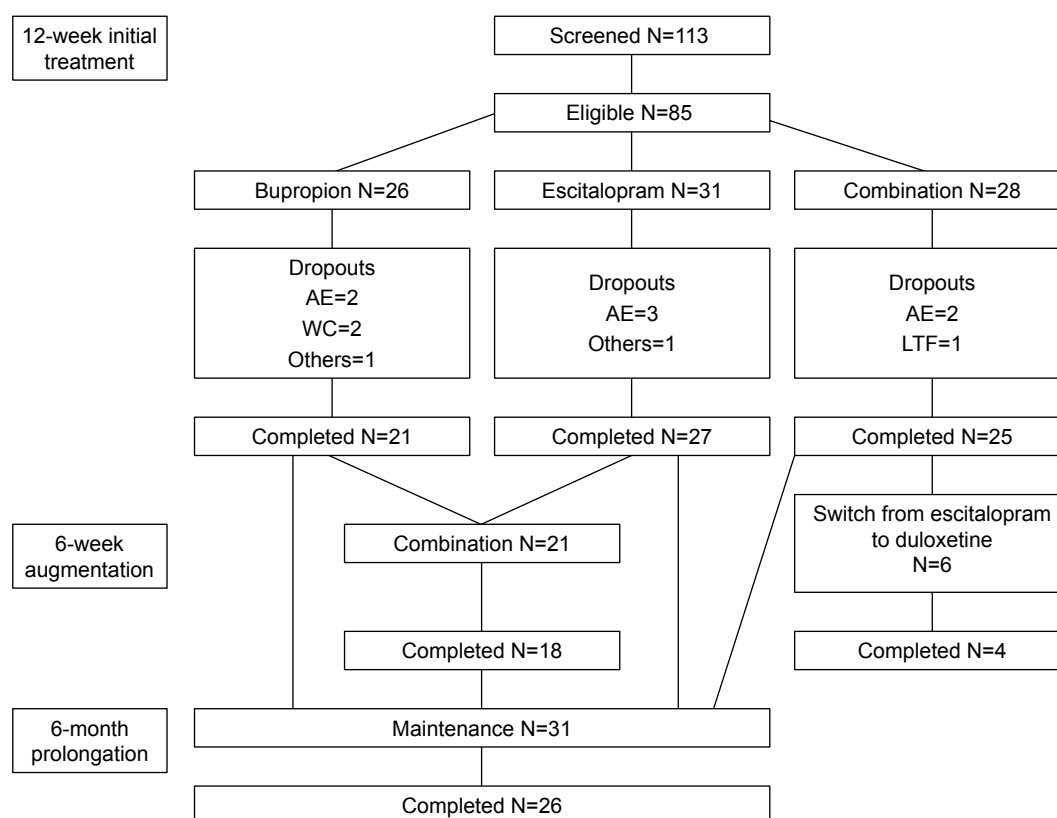 12-week initial
treatment
Screened N=113
Eligible N=85
Bupropion N=26
Escitalopram N=31
Combination N=28
Dropouts
AE=2
WC=2
Others=1
Dropouts
AE=3
Others=1
Dropouts
AE=2
LTF=1
Completed N=21
Completed N=27
Completed N=25
6-week
augmentation
Combination N=21
Switch from escitalopram
to duloxetine
N=6
Completed N=18
Completed N=4
6-month
prolongation
Maintenance N=31
Completed N=26